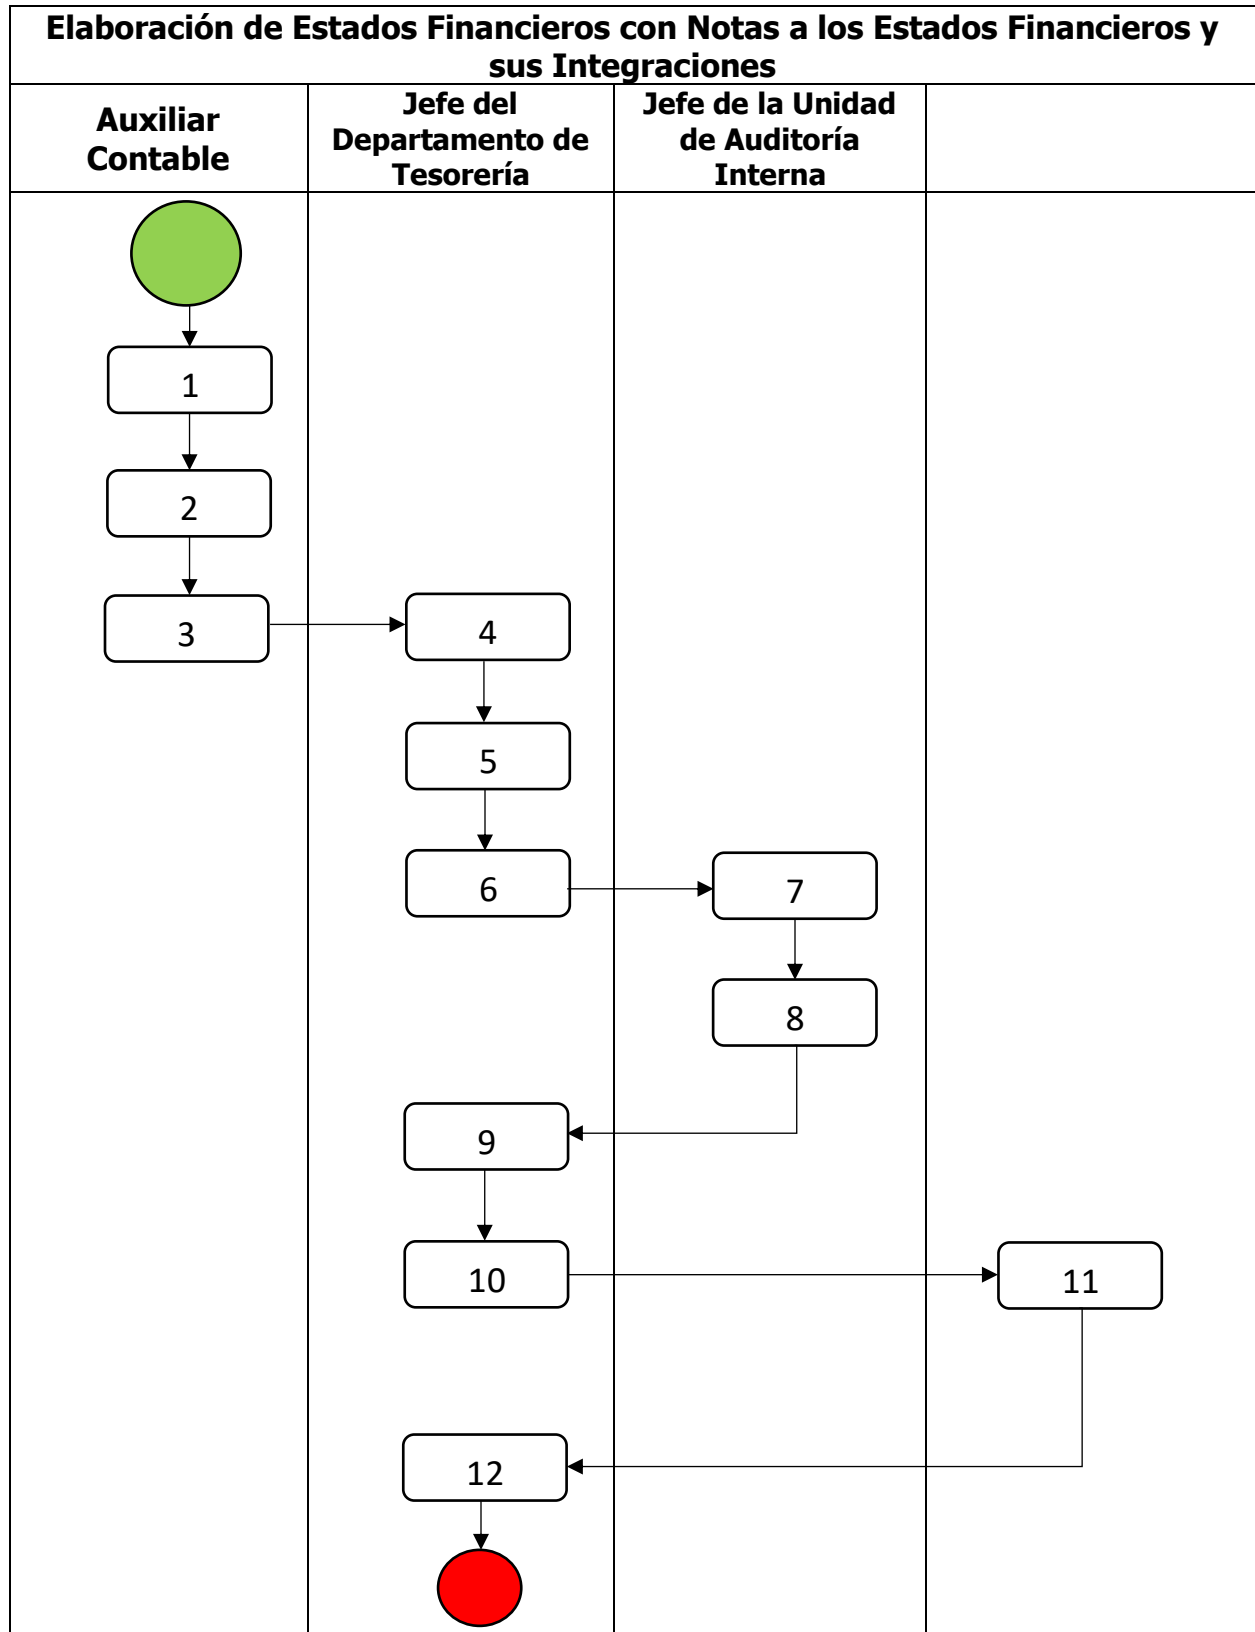 Elaboración de Estados Financieros con Notas a los Estados Financieros y
sus Integraciones
Auxiliar
Contable
Jefe del
Departamento de
Tesorería
Jefe de la Unidad
de Auditoría
Interna
1
2
3
4
5
6
7
8
9
10
11
12